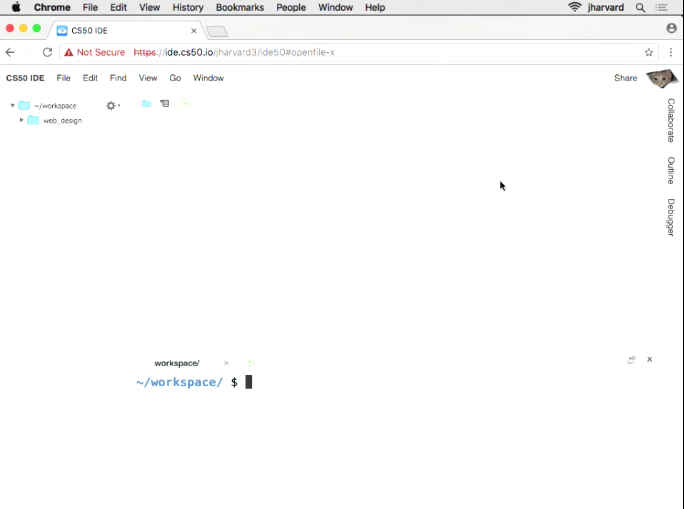 Chrome File Edit View History Bookmarks People Window Help jharvard
CS50 IDE ×
Not Secure https://ide.cs50.io/jharvard3/ide50#openfile-x
CS50 IDE File Edit Find View Go Window Share
~/workspace
web_design
Collaborate
Outline
Debugger
workspace/ ×
~/workspace/ $